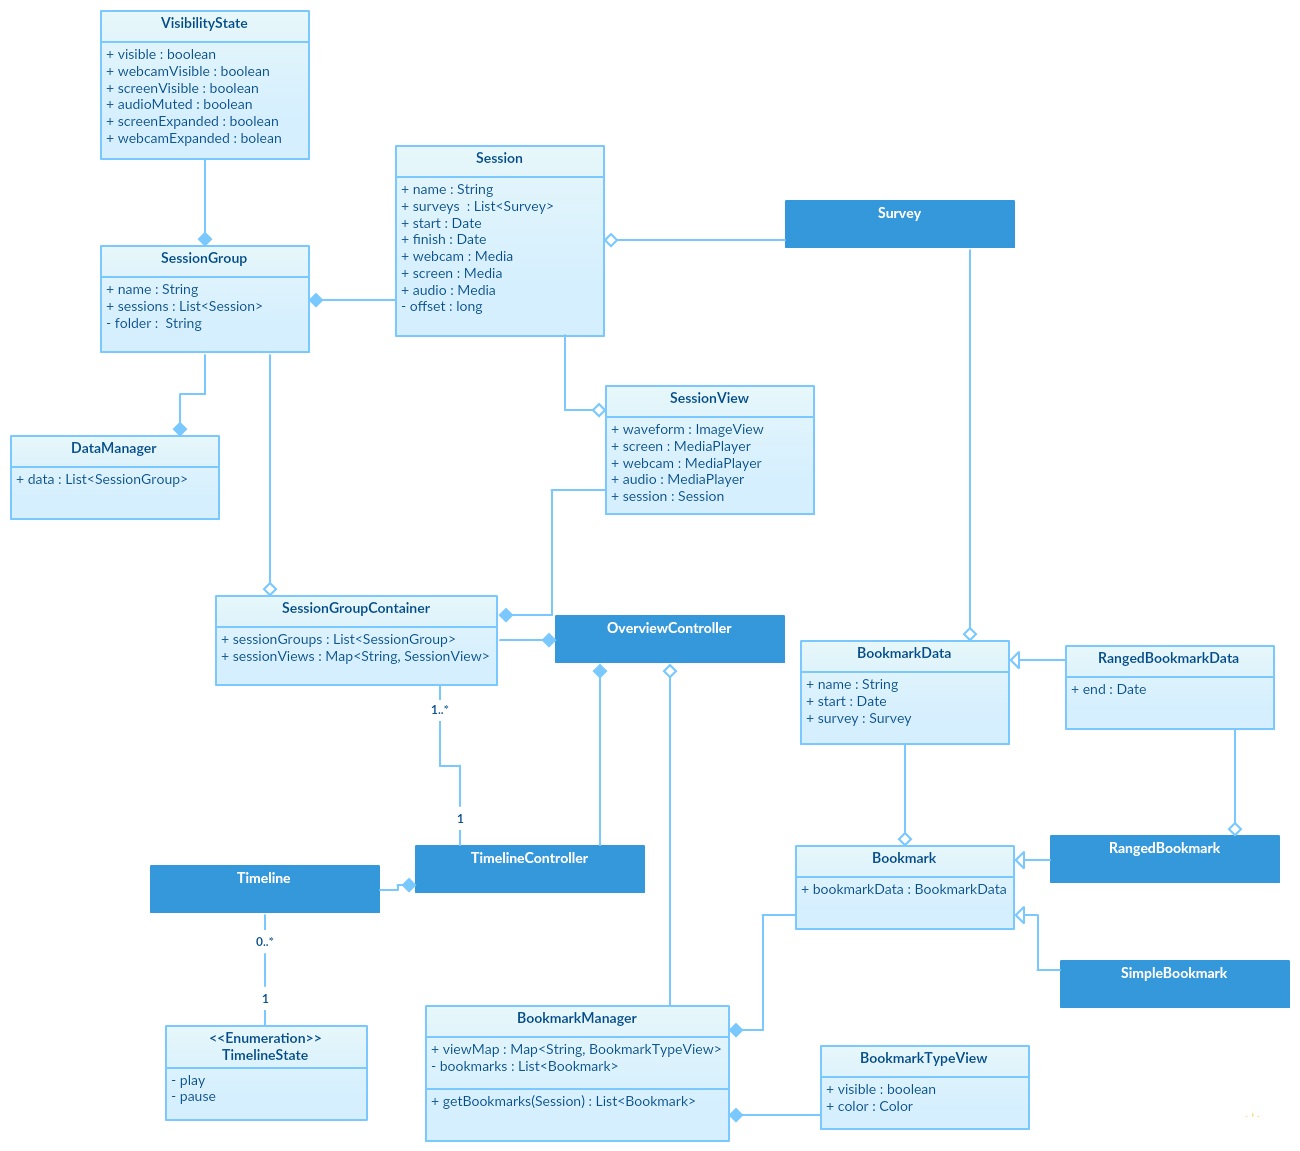 VisibilityState
+ visible : boolean
+ webcamVisible : boolean
+ screenVisible : boolean
+ audioMuted : boolean
+ screenExpanded : boolean
+ webcamExpanded : bolean
Session
+ name : String
+ surveys  : List<Survey>
+ start : Date
+ finish : Date
+ webcam : Media
+ screen : Media
+ audio : Media
- offset : long
Survey
SessionGroup
+ name : String
+ sessions : List<Session>
- folder :  String
SessionView
+ waveform : ImageView
+ screen : MediaPlayer
+ webcam : MediaPlayer
+ audio : MediaPlayer
+ session : Session
DataManager
+ data : List<SessionGroup>
SessionGroupContainer
+ sessionGroups : List<SessionGroup>
+ sessionViews : Map<String, SessionView>
OverviewController
BookmarkData
+ name : String
+ start : Date
+ survey : Survey
RangedBookmarkData
+ end : Date
1..*
1
TimelineController
Timeline
Bookmark
+ bookmarkData : BookmarkData
RangedBookmark
SimpleBookmark
0..*
1
<<Enumeration>>
TimelineState
- play
- pause
BookmarkManager
+ viewMap : Map<String, BookmarkTypeView>
- bookmarks : List<Bookmark>
+ getBookmarks(Session) : List<Bookmark>
BookmarkTypeView
+ visible : boolean
+ color : Color